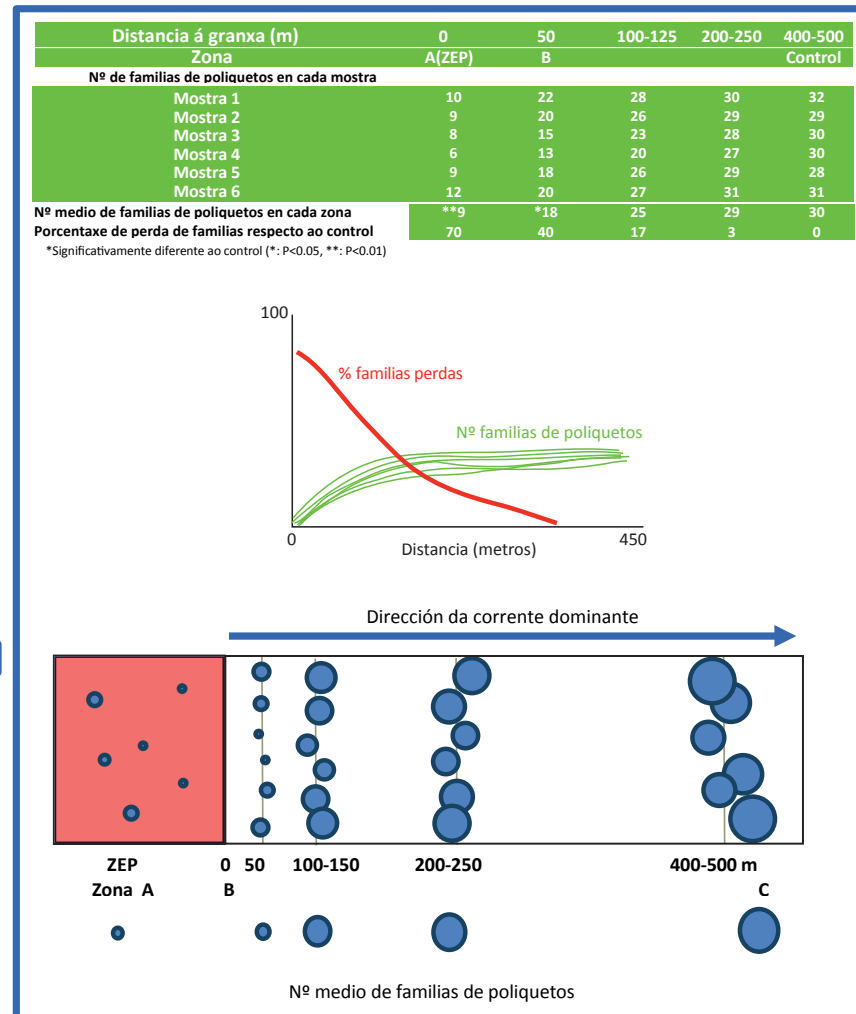 Distancia á granxa (m) 0 50 100-125 200-250 400-500
Zona A(ZEP) B Control
Nº de familias de poliquetos en cada mostra
Mostra 1 10 22 28 30 32
Mostra 2 9 20 26 29 29
Mostra 3 8 15 23 28 30
Mostra 4 6 13 20 27 30
Mostra 5 9 18 26 29 28
Mostra 6 12 20 27 31 31
Nº medio de familias de poliquetos en cada zona **9 *18 25 29 30
Porcentaxe de perda de familias respecto ao control 70 40 17 3 0
*Significativamente diferente ao control (*: P<0.05, **: P<0.01)
100
% familias perdas
Nº familias de poliquetos
0 450
Distancia (metros)
Dirección da corrente dominante
ZEP 0 50 100-150 200-250 400-500 m
Zona A B C
Nº medio de familias de poliquetos